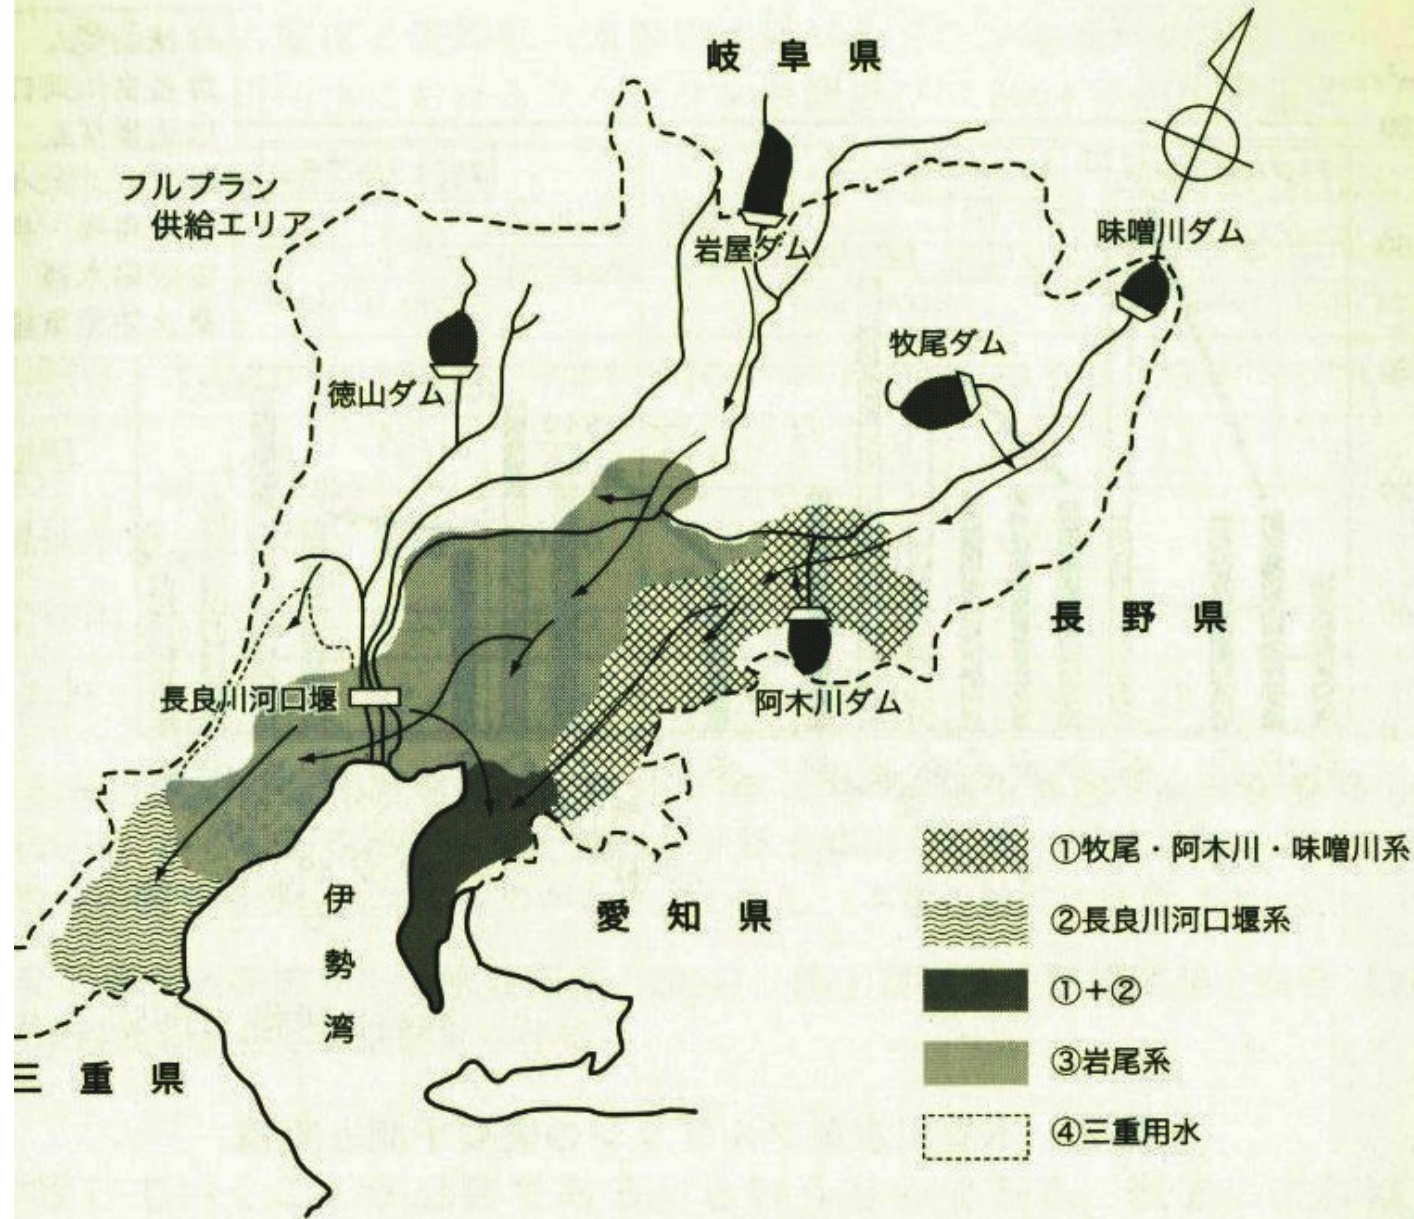 岐阜県
フルプラン
供給エリア
岩屋ダム
味噌川ダム
牧尾ダム
徳山ダム
長野県
長良川河口堰
阿木川ダム
①牧尾・阿木川・味噌川系
伊勢湾
愛知県
②長良川河口堰系
①+②
③岩尾系
三重県
④三重用水